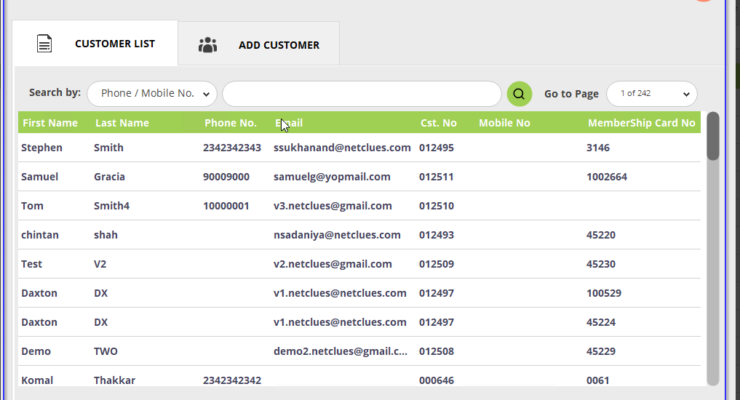 CUSTOMER LIST ADD CUSTOMER
Search by: Phone / Mobile No. Go to Page 1 of 242
First Name Last Name Phone No. Email Cst. No Mobile No MemberShip Card No
Stephen Smith 2342342343 ssukhanand@netclues.com 012495 3146
Samuel Gracia 90009000 samuelg@yopmail.com 012511 1002664
Tom Smith4 10000001 v3.netclues@gmail.com 012510
chintan shah nsadaniya@netclues.com 012493 45220
Test V2 v2.netclues@gmail.com 012509 45230
Daxton DX v1.netclues@netclues.com 012497 100529
Daxton DX v1.netclues@netclues.com 012497 45224
Demo TWO demo2.netclues@gmail.c... 012508 45229
Komal Thakkar 2342342342 000646 0061